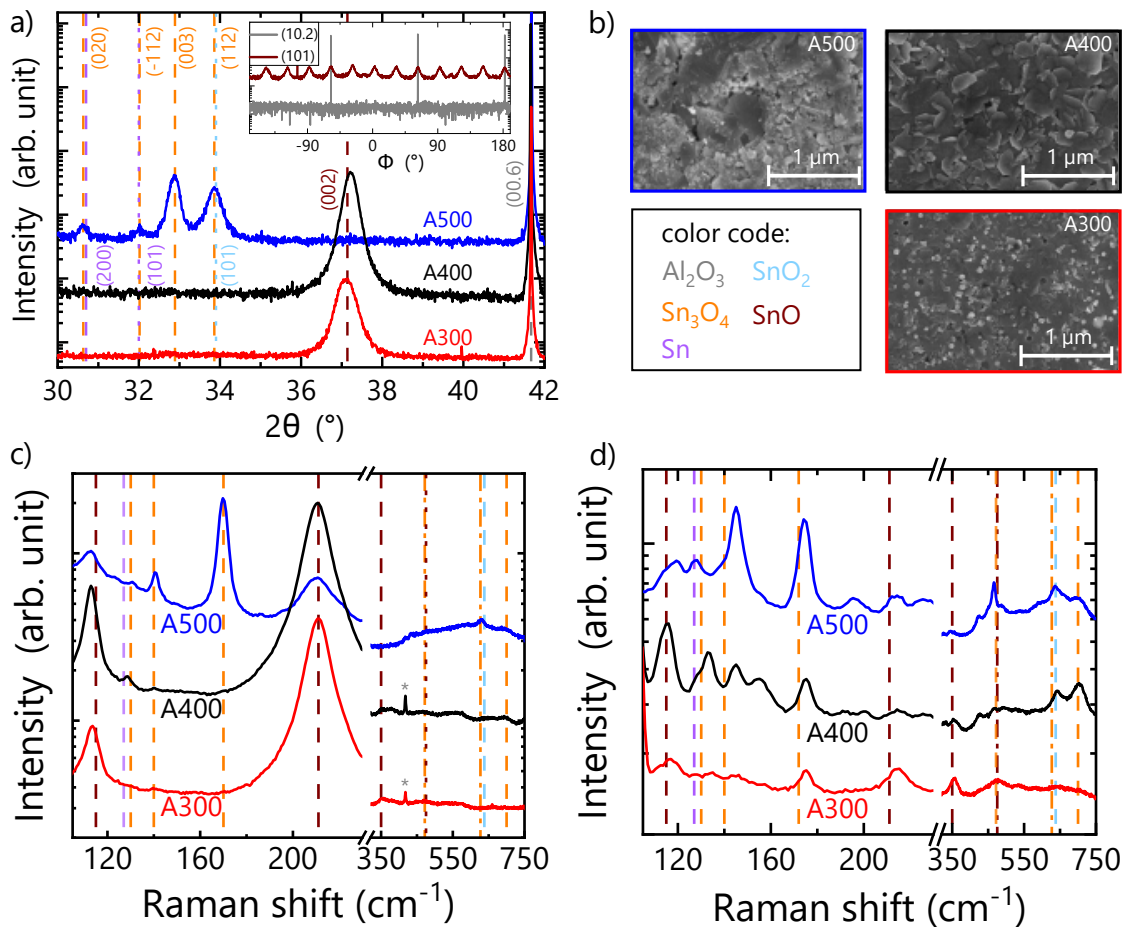 a)
Intensity (arb. unit)
(020)
(-112)
(003)
(112)
(10.2)
(101)
-90
0
90
180
Φ (°)
(002)
(00.6)
A500
(200)
(101)
(101)
A400
A300
30
32
34
36
38
40
42
2θ (°)
b)
A500
1 µm
A400
1 µm
color code:
Al₂O₃ SnO₂
Sn₃O₄ SnO
Sn
A300
1 µm
c)
Intensity (arb. unit)
A500
A400
*
A300
*
120
160
200
350
550
750
Raman shift (cm⁻¹)
d)
Intensity (arb. unit)
A500
A400
A300
120
160
200
350
550
750
Raman shift (cm⁻¹)